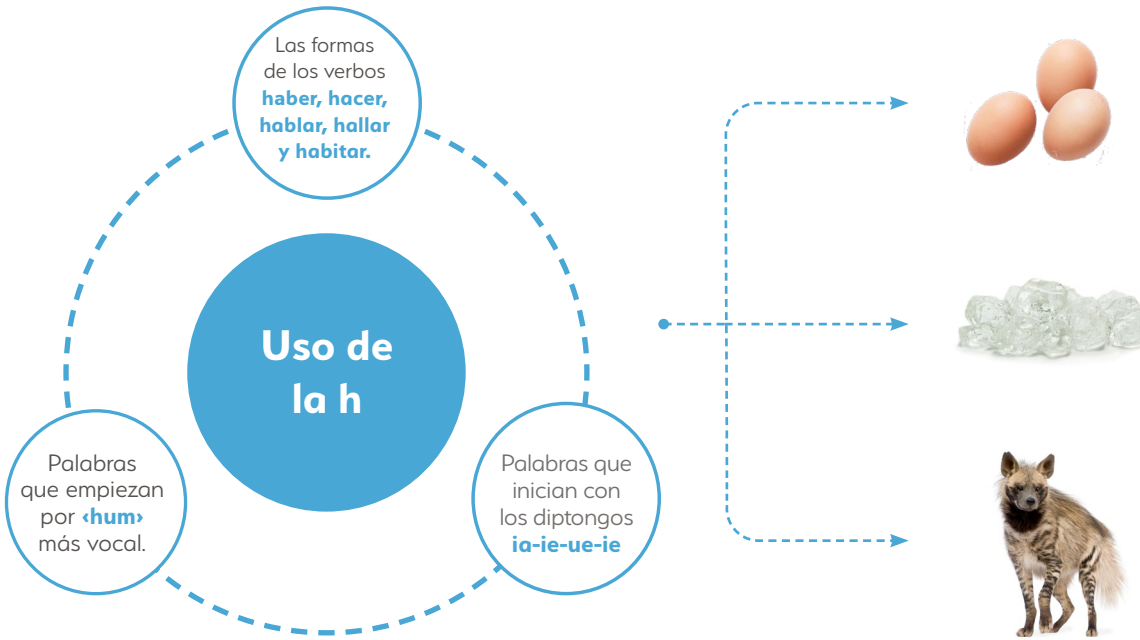 Las formas
de los verbos
haber, hacer,
hablar, hallar
y habitar.
Uso de
la h
Palabras
que empiezan
por ‹hum›
más vocal.
Palabras que
inician con
los diptongos
ia-ie-ue-ie